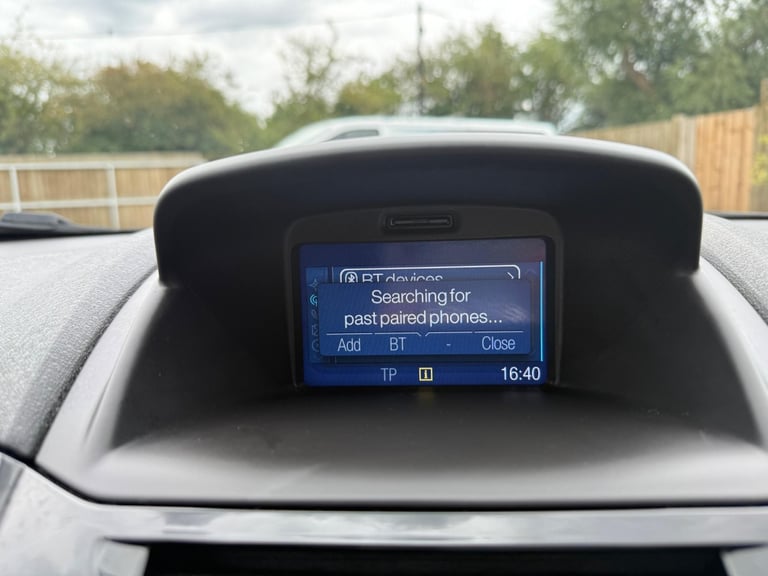 BT devices
Searching for
past paired phones...
Add BT - Close
TP i 16:40